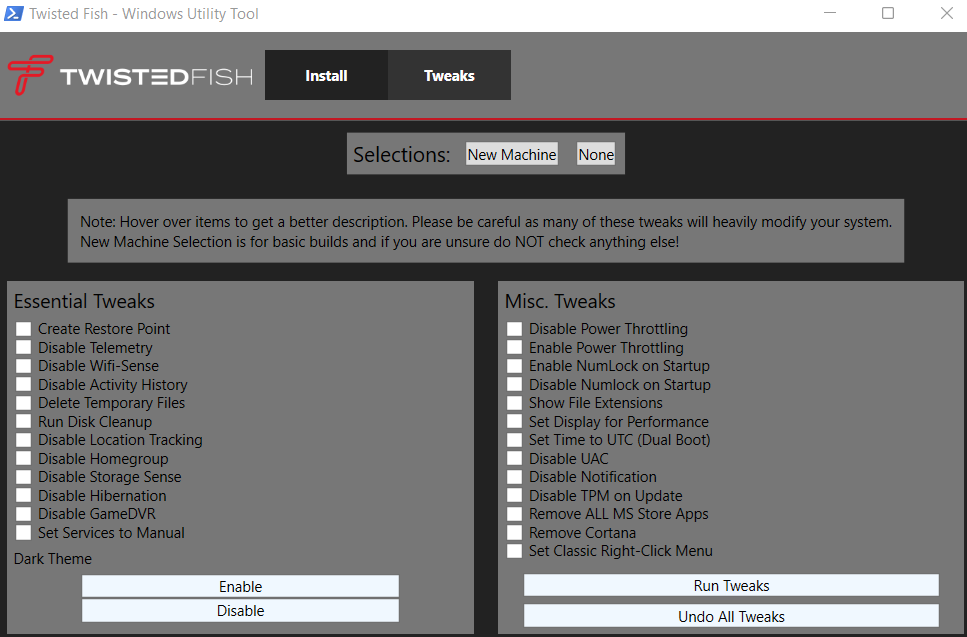 Twisted Fish - Windows Utility Tool
TWISTEDFISH
Install
Tweaks
Selections:
New Machine
None
Note: Hover over items to get a better description. Please be careful as many of these tweaks will heavily modify your system.
New Machine Selection is for basic builds and if you are unsure do NOT check anything else!
Essential Tweaks
Create Restore Point
Disable Telemetry
Disable Wifi-Sense
Disable Activity History
Delete Temporary Files
Run Disk Cleanup
Disable Location Tracking
Disable Homegroup
Disable Storage Sense
Disable Hibernation
Disable GameDVR
Set Services to Manual
Dark Theme
Enable
Disable
Misc. Tweaks
Disable Power Throttling
Enable Power Throttling
Enable NumLock on Startup
Disable Numlock on Startup
Show File Extensions
Set Display for Performance
Set Time to UTC (Dual Boot)
Disable UAC
Disable Notification
Disable TPM on Update
Remove ALL MS Store Apps
Remove Cortana
Set Classic Right-Click Menu
Run Tweaks
Undo All Tweaks